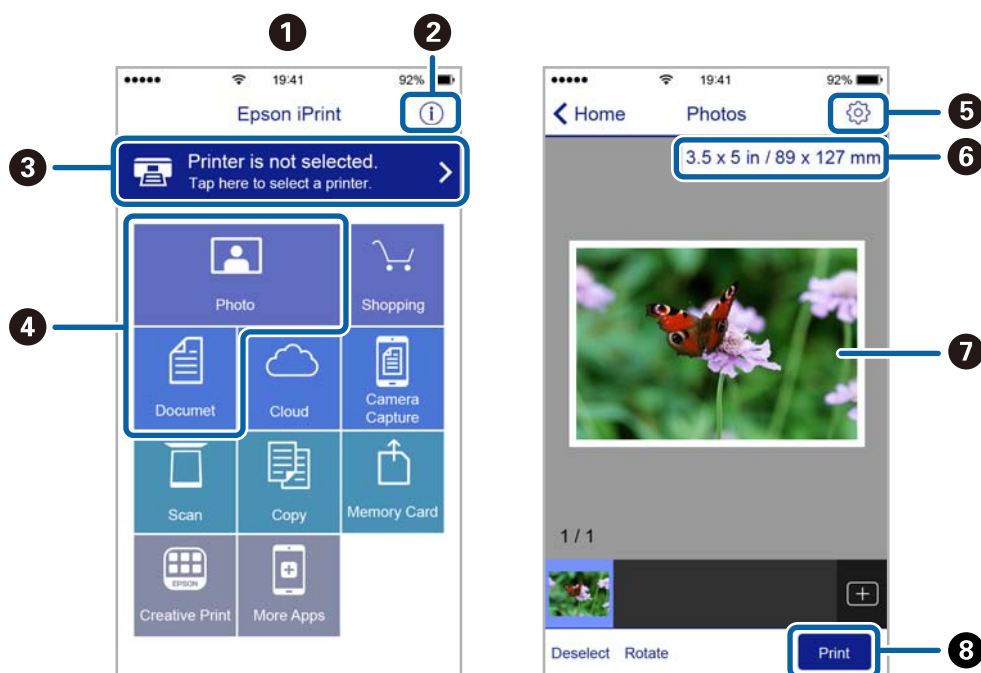 1
2
19:41
92%
Epson iPrint
i
3
Printer is not selected.
Tap here to select a printer.
4
Photo
Shopping
Documet
Cloud
Camera
Capture
Scan
Copy
Memory Card
EPSON
Creative Print
More Apps
19:41
92%
Home
Photos
5
3.5 x 5 in / 89 x 127 mm
6
7
1 / 1
Deselect
Rotate
Print
8